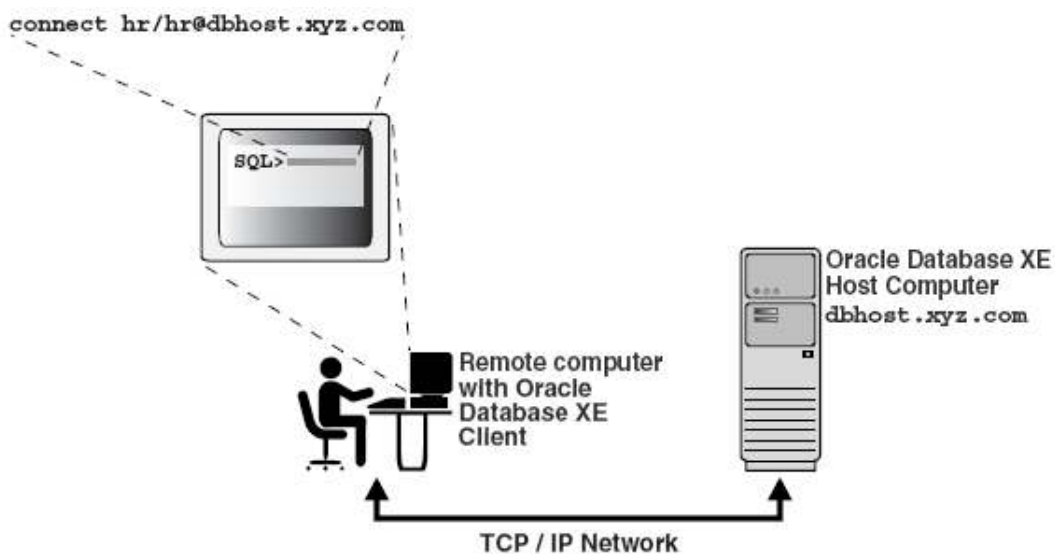 connect hr/hr@dbhost.xyz.com
SQL>
Oracle Database XE
Host Computer
dbhost.xyz.com
Remote computer
with Oracle
Database XE
Client
TCP / IP Network